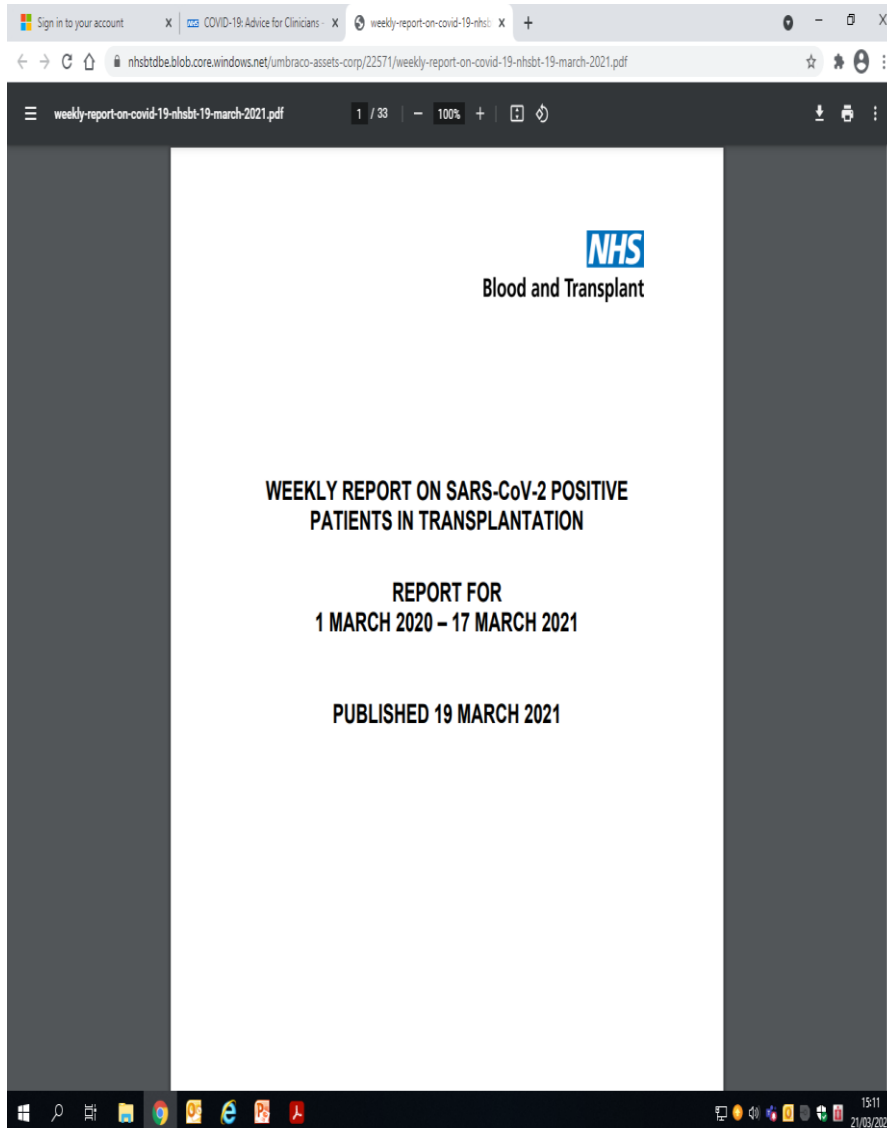 Sign in to your account
COVID-19: Advice for Clinicians -
weekly-report-on-covid-19-nhsb
nhsbtdbe.blob.core.windows.net/umbraco-assets-corp/22571/weekly-report-on-covid-19-nhsbt-19-march-2021.pdf
weekly-report-on-covid-19-nhsbt-19-march-2021.pdf 1 / 33 100%
NHS
Blood and Transplant
WEEKLY REPORT ON SARS-CoV-2 POSITIVE
PATIENTS IN TRANSPLANTATION
REPORT FOR
1 MARCH 2020 – 17 MARCH 2021
PUBLISHED 19 MARCH 2021
15:11
21/03/202